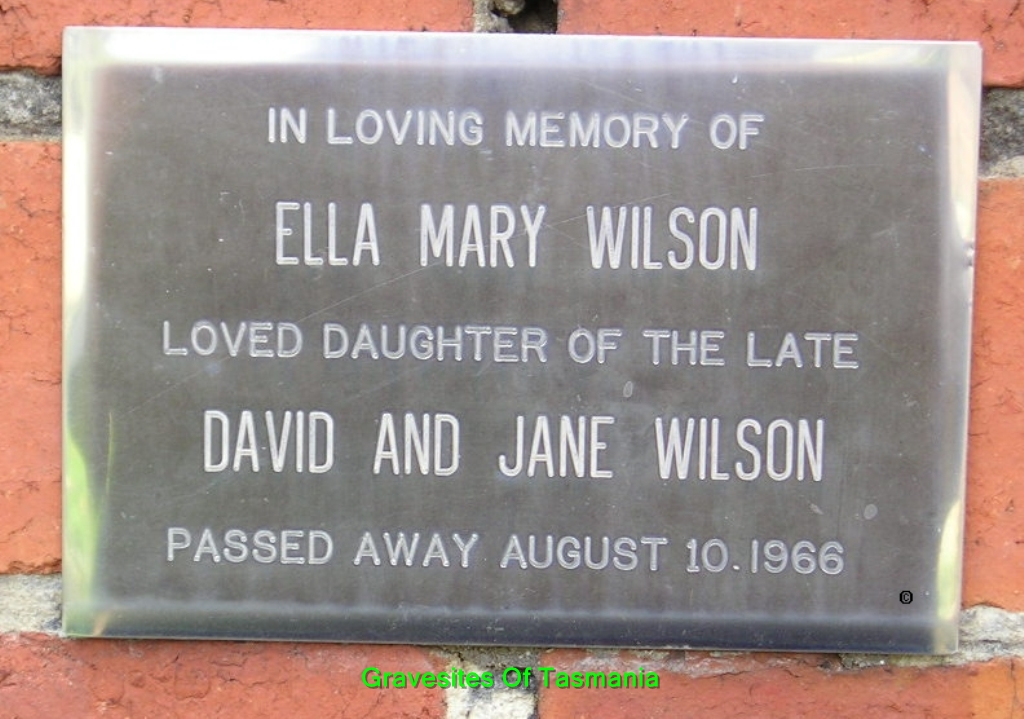 IN LOVING MEMORY OF
ELLA MARY WILSON
LOVED DAUGHTER OF THE LATE
DAVID AND JANE WILSON
PASSED AWAY AUGUST 10.1966
©
Gravesites Of Tasmania